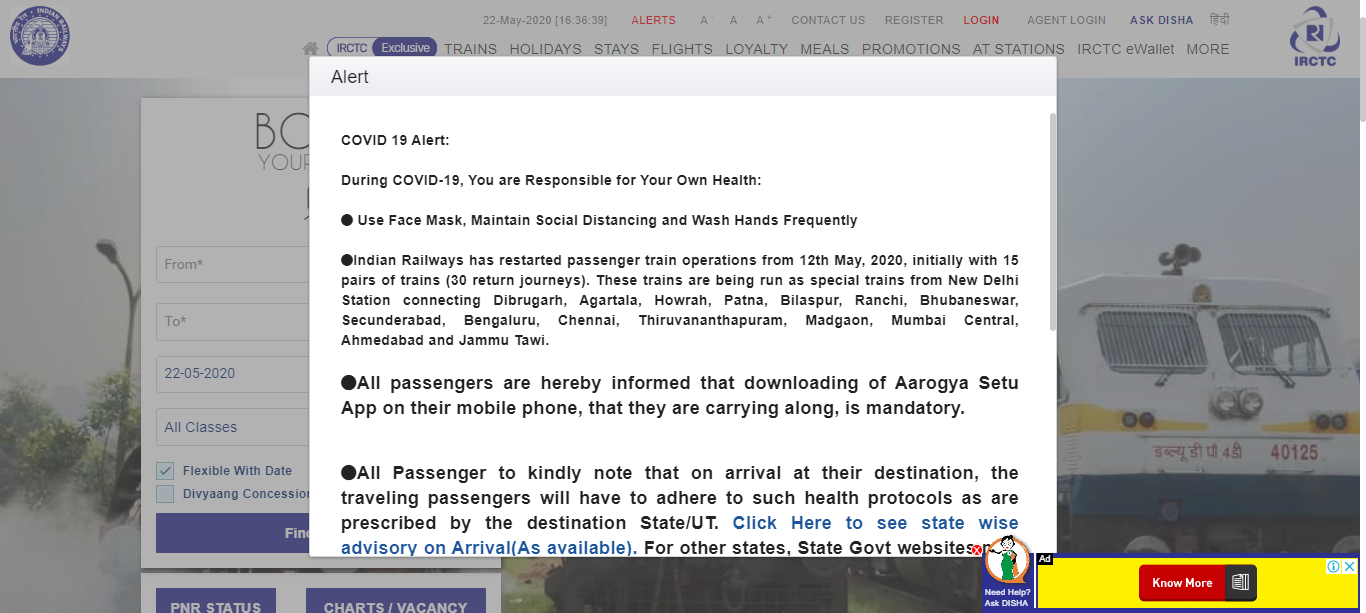 22-May-2020 [16:36:39] ALERTS A- A A+ CONTACT US REGISTER LOGIN AGENT LOGIN ASK DISHA हिंदी
IRCTC Exclusive TRAINS HOLIDAYS STAYS FLIGHTS LOYALTY MEALS PROMOTIONS AT STATIONS IRCTC eWallet MORE
IRCTC
Alert
COVID 19 Alert:
During COVID-19, You are Responsible for Your Own Health:
● Use Face Mask, Maintain Social Distancing and Wash Hands Frequently
●Indian Railways has restarted passenger train operations from 12th May, 2020, initially with 15
pairs of trains (30 return journeys). These trains are being run as special trains from New Delhi
Station connecting Dibrugarh, Agartala, Howrah, Patna, Bilaspur, Ranchi, Bhubaneswar,
Secunderabad, Bengaluru, Chennai, Thiruvananthapuram, Madgaon, Mumbai Central,
Ahmedabad and Jammu Tawi.
●All passengers are hereby informed that downloading of Aarogya Setu
App on their mobile phone, that they are carrying along, is mandatory.
●All Passenger to kindly note that on arrival at their destination, the
traveling passengers will have to adhere to such health protocols as are
prescribed by the destination State/UT. Click Here to see state wise
advisory on Arrival(As available). For other states, State Govt websites
From*
To*
22-05-2020
All Classes
Flexible With Date
Divyaang Concession
PNR STATUS
CHARTS / VACANCY
डब्ल्यू डी पी 4डी 40125
Need Help?
Ask DISHA
Ad
Know More